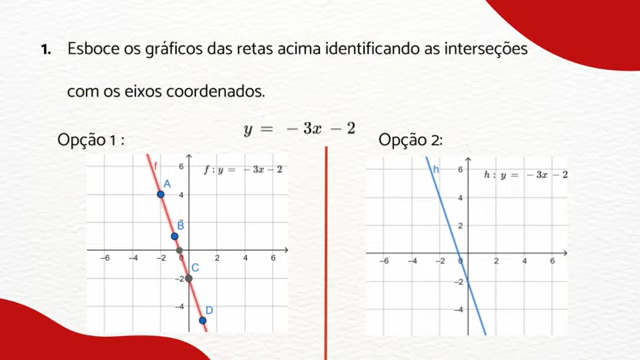 1. Esboce os gráficos das retas acima identificando as interseções
com os eixos coordenados.
y = - 3x - 2
Opção 1 :
Opção 2:
f
6
f : y = - 3x - 2
A
4
B
-6 -4 -2 0 2 4 6
C
-2
-4
D
h
6
h : y = - 3x - 2
4
2
-6 -4 -2 0 2 4 6
-2
-4